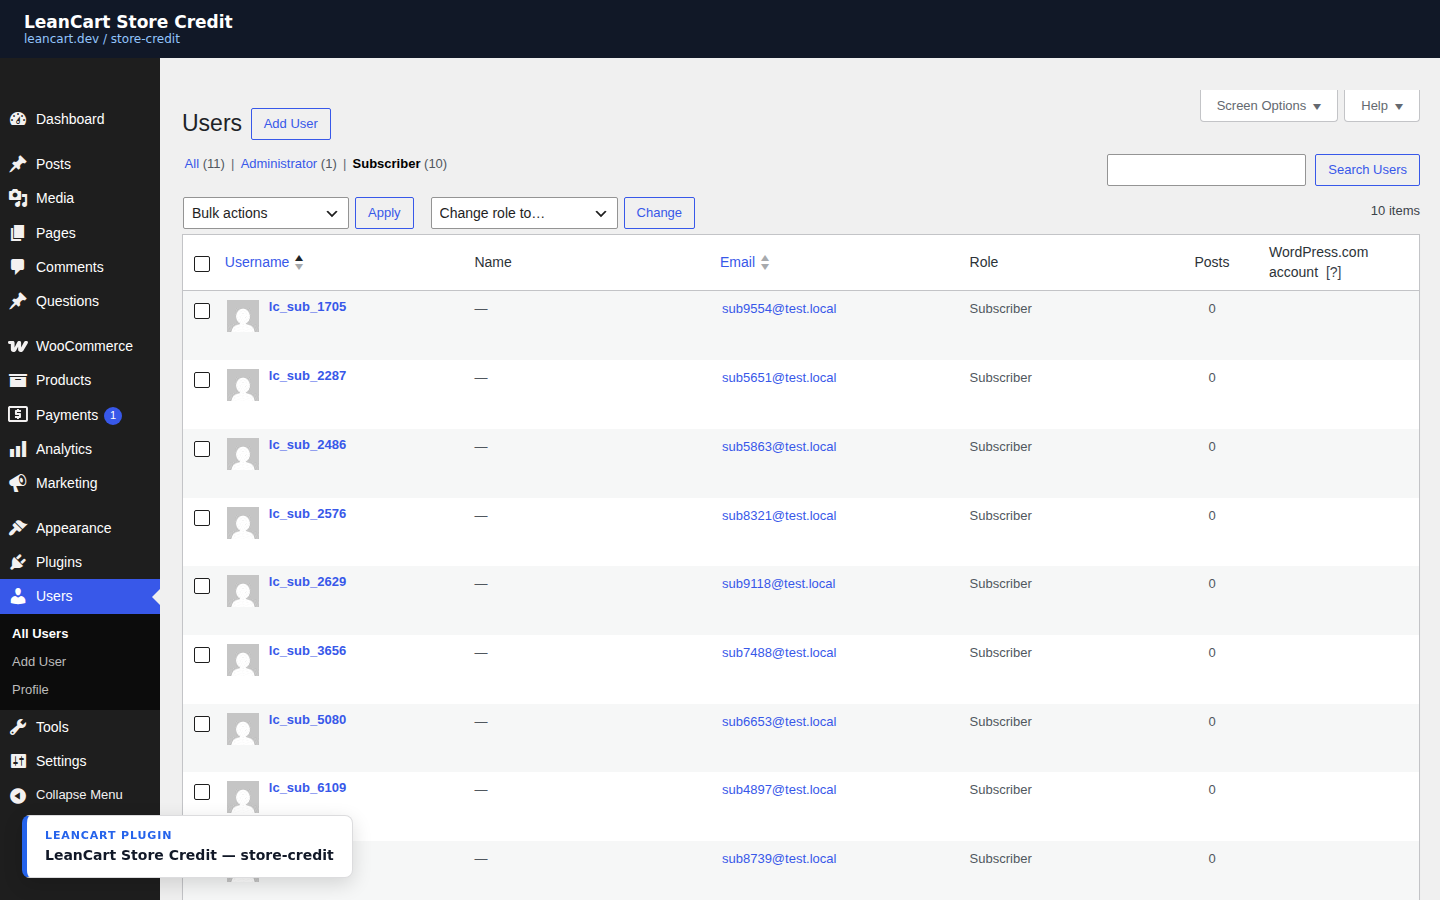 LeanCart Store Credit
leancart.dev / store-credit
Screen Options
Help
Users
Add User
All (11) | Administrator (1) | Subscriber (10)
Search Users
Bulk actions
Apply
Change role to…
Change
10 items
Username
Name
Email
Role
Posts
WordPress.com
account [?]
lc_sub_1705 — sub9554@test.local Subscriber 0
lc_sub_2287 — sub5651@test.local Subscriber 0
lc_sub_2486 — sub5863@test.local Subscriber 0
lc_sub_2576 — sub8321@test.local Subscriber 0
lc_sub_2629 — sub9118@test.local Subscriber 0
lc_sub_3656 — sub7488@test.local Subscriber 0
lc_sub_5080 — sub6653@test.local Subscriber 0
lc_sub_6109 — sub4897@test.local Subscriber 0
— sub8739@test.local Subscriber 0
Dashboard
Posts
Media
Pages
Comments
Questions
WooCommerce
Products
Payments 1
Analytics
Marketing
Appearance
Plugins
Users
All Users
Add User
Profile
Tools
Settings
Collapse Menu
LEANCART PLUGIN
LeanCart Store Credit — store-credit